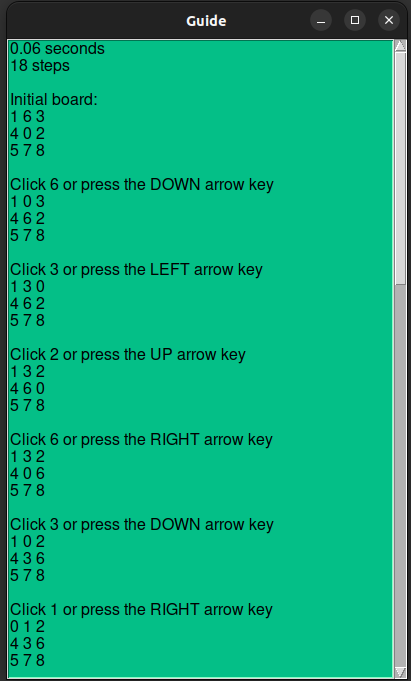 Guide
0.06 seconds
18 steps
Initial board:
1 6 3
4 0 2
5 7 8
Click 6 or press the DOWN arrow key
1 0 3
4 6 2
5 7 8
Click 3 or press the LEFT arrow key
1 3 0
4 6 2
5 7 8
Click 2 or press the UP arrow key
1 3 2
4 6 0
5 7 8
Click 6 or press the RIGHT arrow key
1 3 2
4 0 6
5 7 8
Click 3 or press the DOWN arrow key
1 0 2
4 3 6
5 7 8
Click 1 or press the RIGHT arrow key
0 1 2
4 3 6
5 7 8